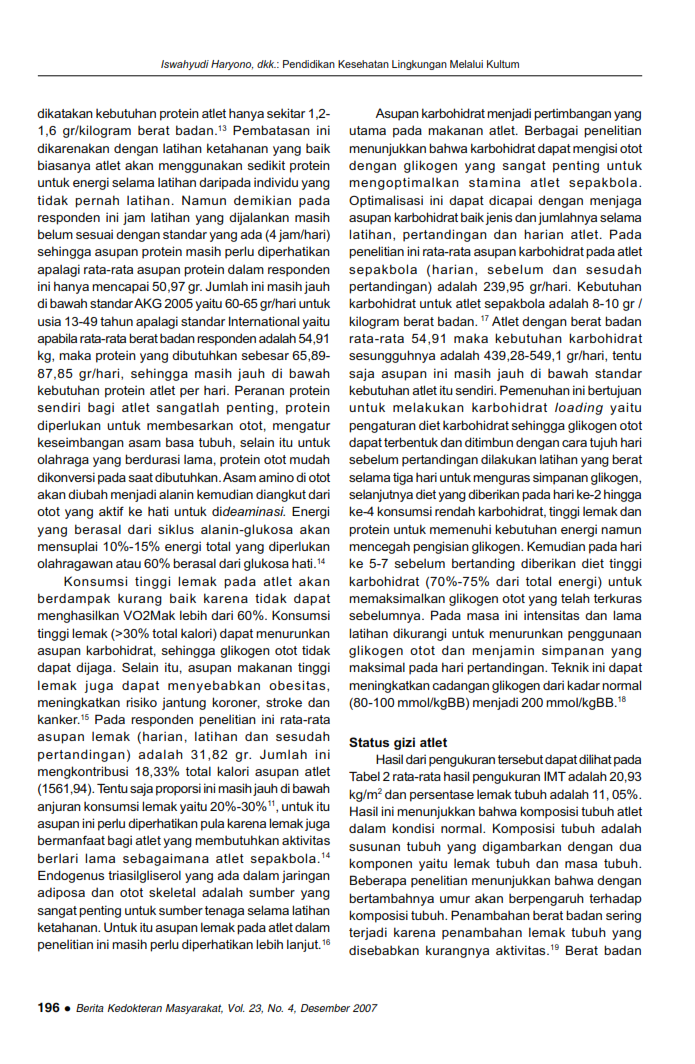 Iswahyudi Haryono, dkk.: Pendidikan Kesehatan Lingkungan Melalui Kultum
dikatakan kebutuhan protein atlet hanya sekitar 1,2-
1,6 gr/kilogram berat badan.13 Pembatasan ini
dikarenakan dengan latihan ketahanan yang baik
biasanya atlet akan menggunakan sedikit protein
untuk energi selama latihan daripada individu yang
tidak pernah latihan. Namun demikian pada
responden ini jam latihan yang dijalankan masih
belum sesuai dengan standar yang ada (4 jam/hari)
sehingga asupan protein masih perlu diperhatikan
apalagi rata-rata asupan protein dalam responden
ini hanya mencapai 50,97 gr. Jumlah ini masih jauh
di bawah standar AKG 2005 yaitu 60-65 gr/hari untuk
usia 13-49 tahun apalagi standar International yaitu
apabila rata-rata berat badan responden adalah 54,91
kg, maka protein yang dibutuhkan sebesar 65,89-
87,85 gr/hari, sehingga masih jauh di bawah
kebutuhan protein atlet per hari. Peranan protein
sendiri bagi atlet sangatlah penting, protein
diperlukan untuk membesarkan otot, mengatur
keseimbangan asam basa tubuh, selain itu untuk
olahraga yang berdurasi lama, protein otot mudah
dikonversi pada saat dibutuhkan. Asam amino di otot
akan diubah menjadi alanin kemudian diangkut dari
otot yang aktif ke hati untuk dideaminasi. Energi
yang berasal dari siklus alanin-glukosa akan
mensuplai 10%-15% energi total yang diperlukan
olahragawan atau 60% berasal dari glukosa hati.14
Konsumsi tinggi lemak pada atlet akan
berdampak kurang baik karena tidak dapat
menghasilkan VO2Mak lebih dari 60%. Konsumsi
tinggi lemak (>30% total kalori) dapat menurunkan
asupan karbohidrat, sehingga glikogen otot tidak
dapat dijaga. Selain itu, asupan makanan tinggi
lemak juga dapat menyebabkan obesitas,
meningkatkan risiko jantung koroner, stroke dan
kanker.15 Pada responden penelitian ini rata-rata
asupan lemak (harian, latihan dan sesudah
pertandingan) adalah 31,82 gr. Jumlah ini
mengkontribusi 18,33% total kalori asupan atlet
(1561,94). Tentu saja proporsi ini masih jauh di bawah
anjuran konsumsi lemak yaitu 20%-30%11, untuk itu
asupan ini perlu diperhatikan pula karena lemak juga
bermanfaat bagi atlet yang membutuhkan aktivitas
berlari lama sebagaimana atlet sepakbola.14
Endogenus triasilgliserol yang ada dalam jaringan
adiposa dan otot skeletal adalah sumber yang
sangat penting untuk sumber tenaga selama latihan
ketahanan. Untuk itu asupan lemak pada atlet dalam
penelitian ini masih perlu diperhatikan lebih lanjut.16
Asupan karbohidrat menjadi pertimbangan yang
utama pada makanan atlet. Berbagai penelitian
menunjukkan bahwa karbohidrat dapat mengisi otot
dengan glikogen yang sangat penting untuk
mengoptimalkan stamina atlet sepakbola.
Optimalisasi ini dapat dicapai dengan menjaga
asupan karbohidrat baik jenis dan jumlahnya selama
latihan, pertandingan dan harian atlet. Pada
penelitian ini rata-rata asupan karbohidrat pada atlet
sepakbola (harian, sebelum dan sesudah
pertandingan) adalah 239,95 gr/hari. Kebutuhan
karbohidrat untuk atlet sepakbola adalah 8-10 gr /
kilogram berat badan. 17 Atlet dengan berat badan
rata-rata 54,91 maka kebutuhan karbohidrat
sesungguhnya adalah 439,28-549,1 gr/hari, tentu
saja asupan ini masih jauh di bawah standar
kebutuhan atlet itu sendiri. Pemenuhan ini bertujuan
untuk melakukan karbohidrat loading yaitu
pengaturan diet karbohidrat sehingga glikogen otot
dapat terbentuk dan ditimbun dengan cara tujuh hari
sebelum pertandingan dilakukan latihan yang berat
selama tiga hari untuk menguras simpanan glikogen,
selanjutnya diet yang diberikan pada hari ke-2 hingga
ke-4 konsumsi rendah karbohidrat, tinggi lemak dan
protein untuk memenuhi kebutuhan energi namun
mencegah pengisian glikogen. Kemudian pada hari
ke 5-7 sebelum bertanding diberikan diet tinggi
karbohidrat (70%-75% dari total energi) untuk
memaksimalkan glikogen otot yang telah terkuras
sebelumnya. Pada masa ini intensitas dan lama
latihan dikurangi untuk menurunkan penggunaan
glikogen otot dan menjamin simpanan yang
maksimal pada hari pertandingan. Teknik ini dapat
meningkatkan cadangan glikogen dari kadar normal
(80-100 mmol/kgBB) menjadi 200 mmol/kgBB.18
Status gizi atlet
Hasil dari pengukuran tersebut dapat dilihat pada
Tabel 2 rata-rata hasil pengukuran IMT adalah 20,93
kg/m2 dan persentase lemak tubuh adalah 11, 05%.
Hasil ini menunjukkan bahwa komposisi tubuh atlet
dalam kondisi normal. Komposisi tubuh adalah
susunan tubuh yang digambarkan dengan dua
komponen yaitu lemak tubuh dan masa tubuh.
Beberapa penelitian menunjukkan bahwa dengan
bertambahnya umur akan berpengaruh terhadap
komposisi tubuh. Penambahan berat badan sering
terjadi karena penambahan lemak tubuh yang
disebabkan kurangnya aktivitas.19 Berat badan
196 ● Berita Kedokteran Masyarakat, Vol. 23, No. 4, Desember 2007